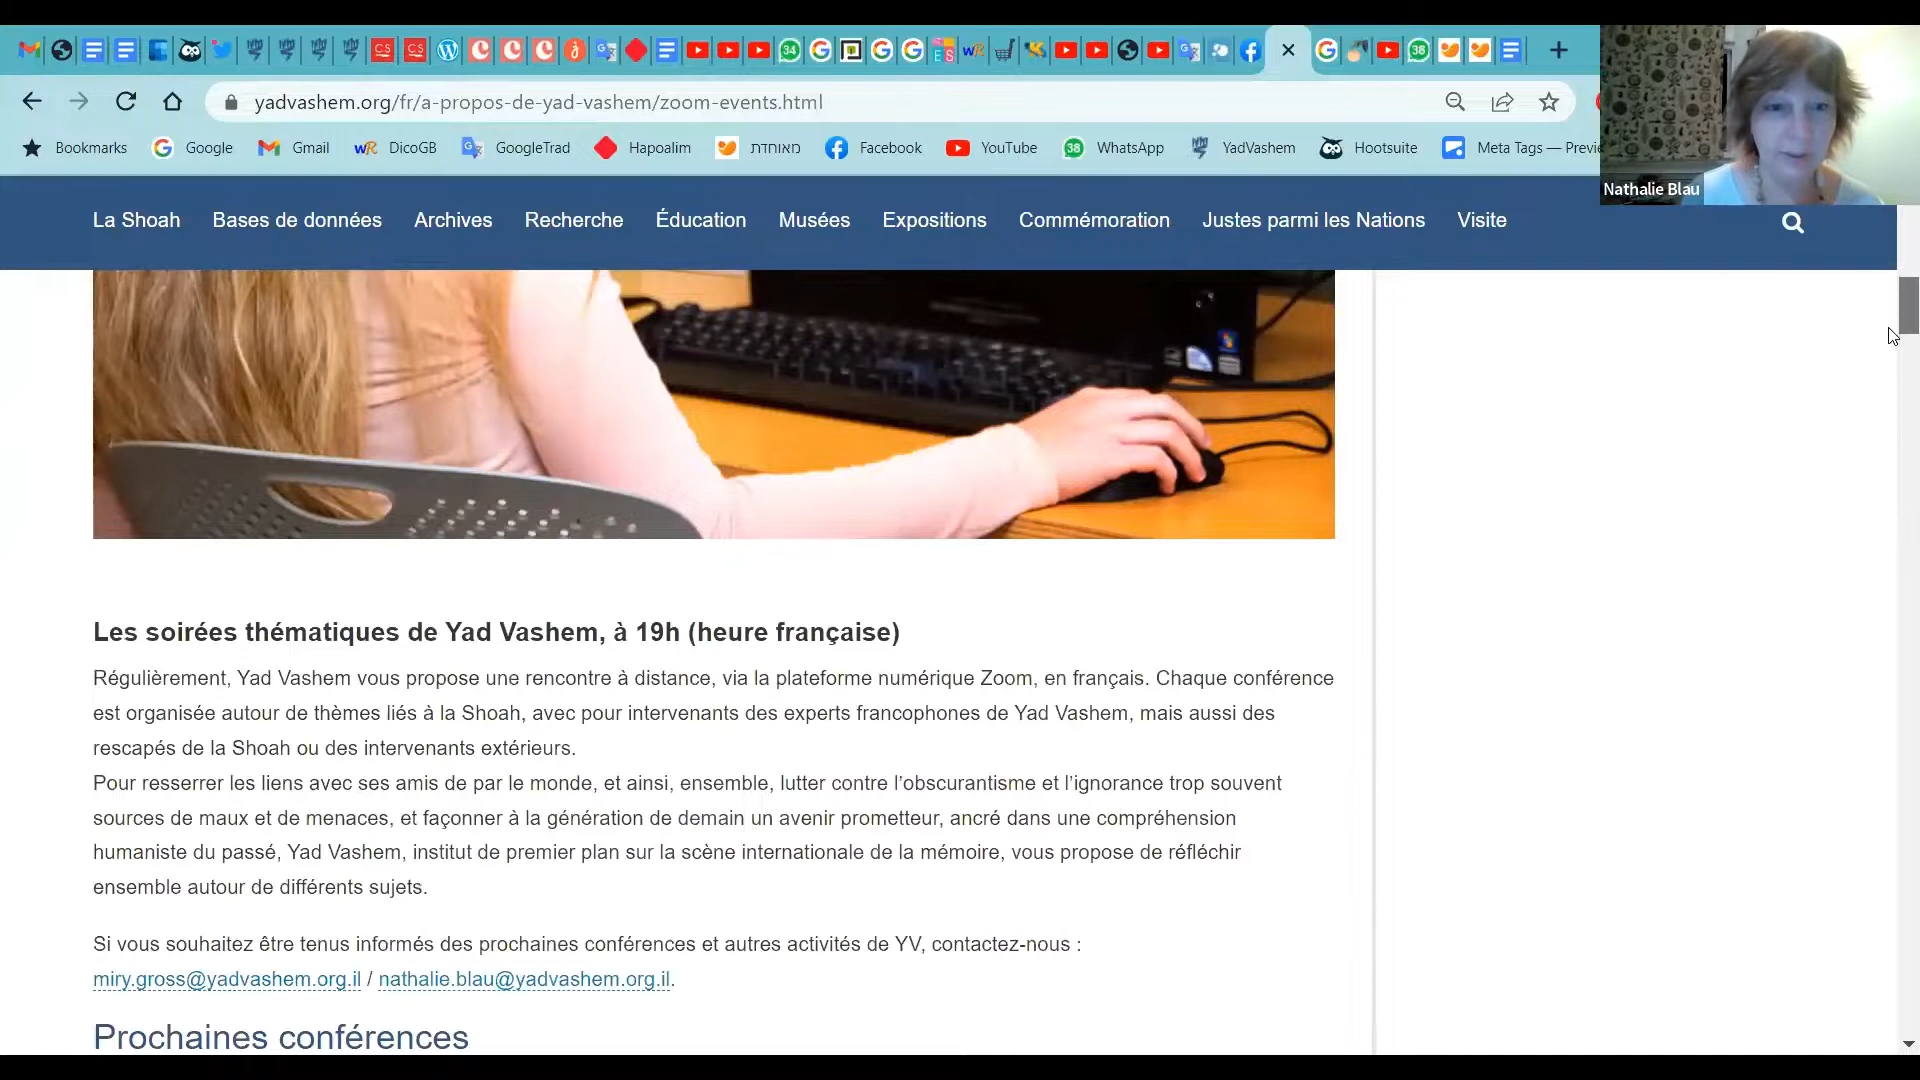 CS
CS
34
ES
38
yadvashem.org/fr/a-propos-de-yad-vashem/zoom-events.html
Bookmarks Google Gmail DicoGB GoogleTrad Hapoalim מאוחדת Facebook YouTube 38 WhatsApp YadVashem Hootsuite Meta Tags — Previe
Nathalie Blau
La Shoah Bases de données Archives Recherche Éducation Musées Expositions Commémoration Justes parmi les Nations Visite
Les soirées thématiques de Yad Vashem, à 19h (heure française)
Régulièrement, Yad Vashem vous propose une rencontre à distance, via la plateforme numérique Zoom, en français. Chaque conférence
est organisée autour de thèmes liés à la Shoah, avec pour intervenants des experts francophones de Yad Vashem, mais aussi des
rescapés de la Shoah ou des intervenants extérieurs.
Pour resserrer les liens avec ses amis de par le monde, et ainsi, ensemble, lutter contre l’obscurantisme et l’ignorance trop souvent
sources de maux et de menaces, et façonner à la génération de demain un avenir prometteur, ancré dans une compréhension
humaniste du passé, Yad Vashem, institut de premier plan sur la scène internationale de la mémoire, vous propose de réfléchir
ensemble autour de différents sujets.
Si vous souhaitez être tenus informés des prochaines conférences et autres activités de YV, contactez-nous :
miry.gross@yadvashem.org.il / nathalie.blau@yadvashem.org.il.
Prochaines conférences